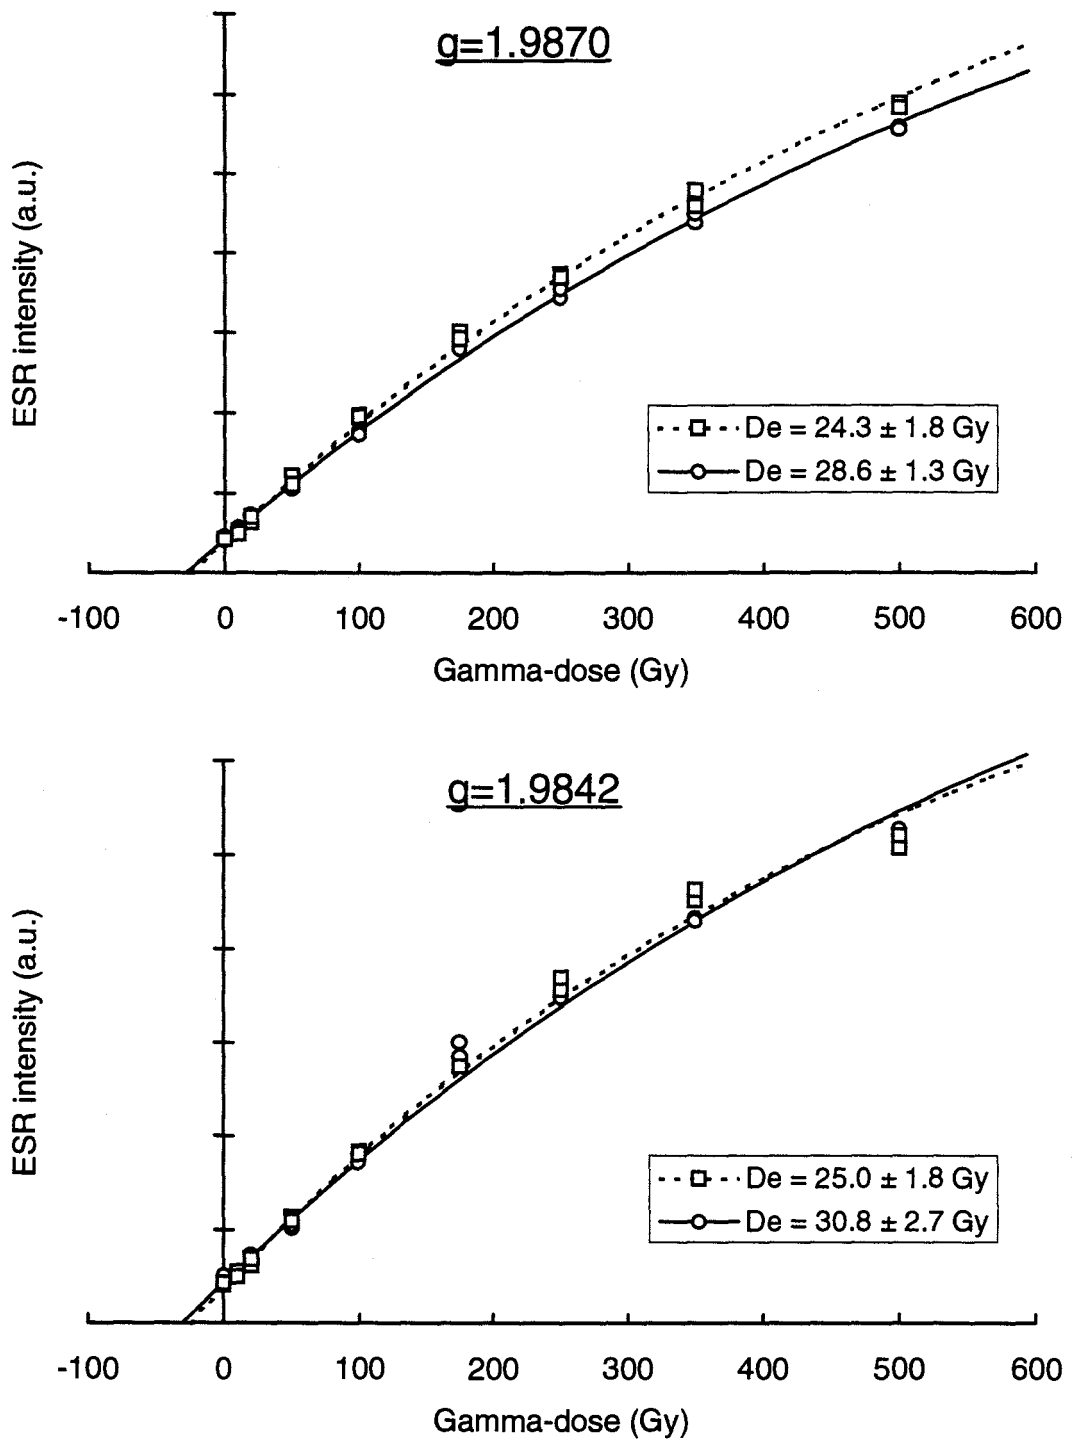 g=1.9870
ESR intensity (a.u.)
De = 24.3 ± 1.8 Gy
De = 28.6 ± 1.3 Gy
-100 0 100 200 300 400 500 600
Gamma-dose (Gy)
g=1.9842
ESR intensity (a.u.)
De = 25.0 ± 1.8 Gy
De = 30.8 ± 2.7 Gy
-100 0 100 200 300 400 500 600
Gamma-dose (Gy)